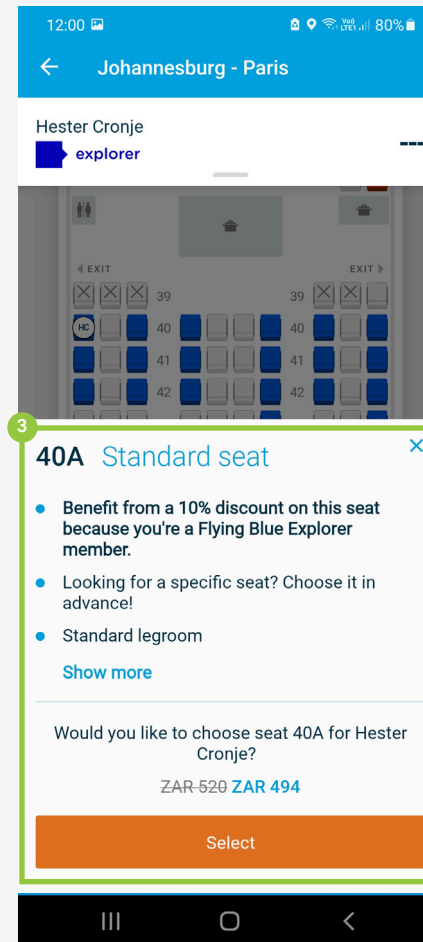 12:00 Vo)) LTE1 80%
Johannesburg - Paris
Hester Cronje
explorer
---
EXIT EXIT
39 39
HC 40 40
41 41
42 42
3
40A Standard seat
Benefit from a 10% discount on this seat
because you're a Flying Blue Explorer
member.
Looking for a specific seat? Choose it in
advance!
Standard legroom
Show more
Would you like to choose seat 40A for Hester
Cronje?
ZAR 520 ZAR 494
Select